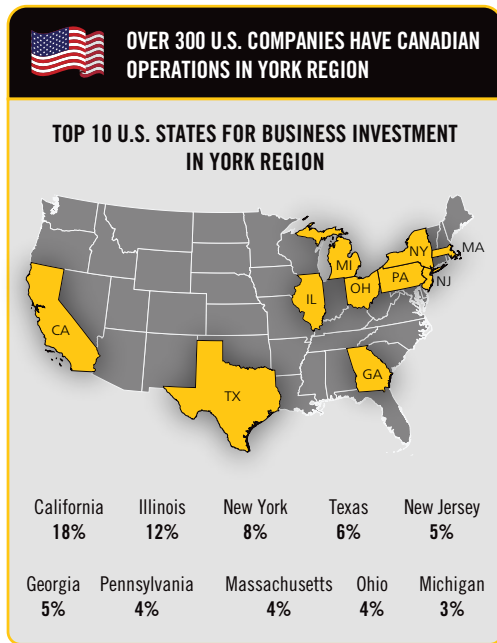 OVER 300 U.S. COMPANIES HAVE CANADIAN
OPERATIONS IN YORK REGION
TOP 10 U.S. STATES FOR BUSINESS INVESTMENT
IN YORK REGION
NY
MA
MI
PA
OH
NJ
IL
CA
GA
TX
California Illinois New York Texas New Jersey
18% 12% 8% 6% 5%
Georgia Pennsylvania Massachusetts Ohio Michigan
5% 4% 4% 4% 3%